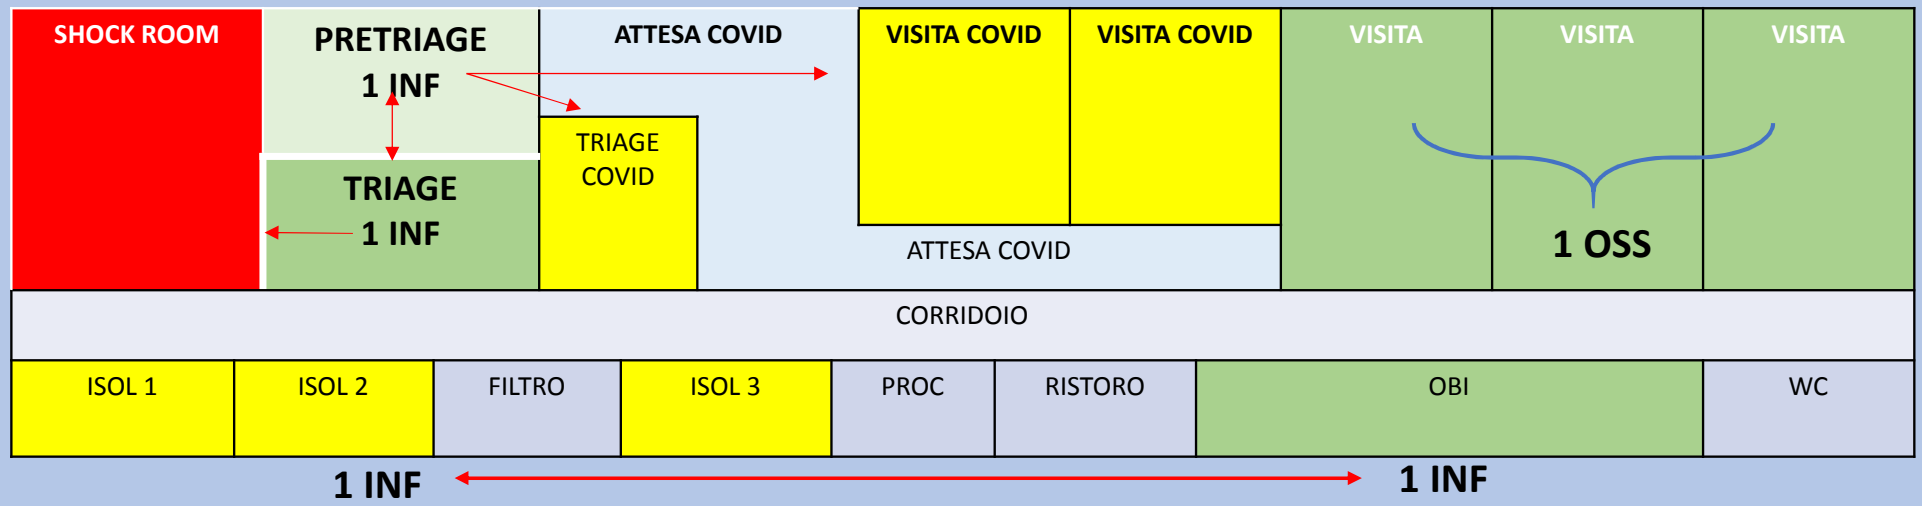 SHOCK ROOM
PRETRIAGE
1 INF
ATTESA COVID
VISITA COVID
VISITA COVID
VISITA
VISITA
VISITA
TRIAGE
COVID
TRIAGE
1 INF
ATTESA COVID
1 OSS
CORRIDOIO
ISOL 1
ISOL 2
FILTRO
ISOL 3
PROC
RISTORO
OBI
WC
1 INF
1 INF